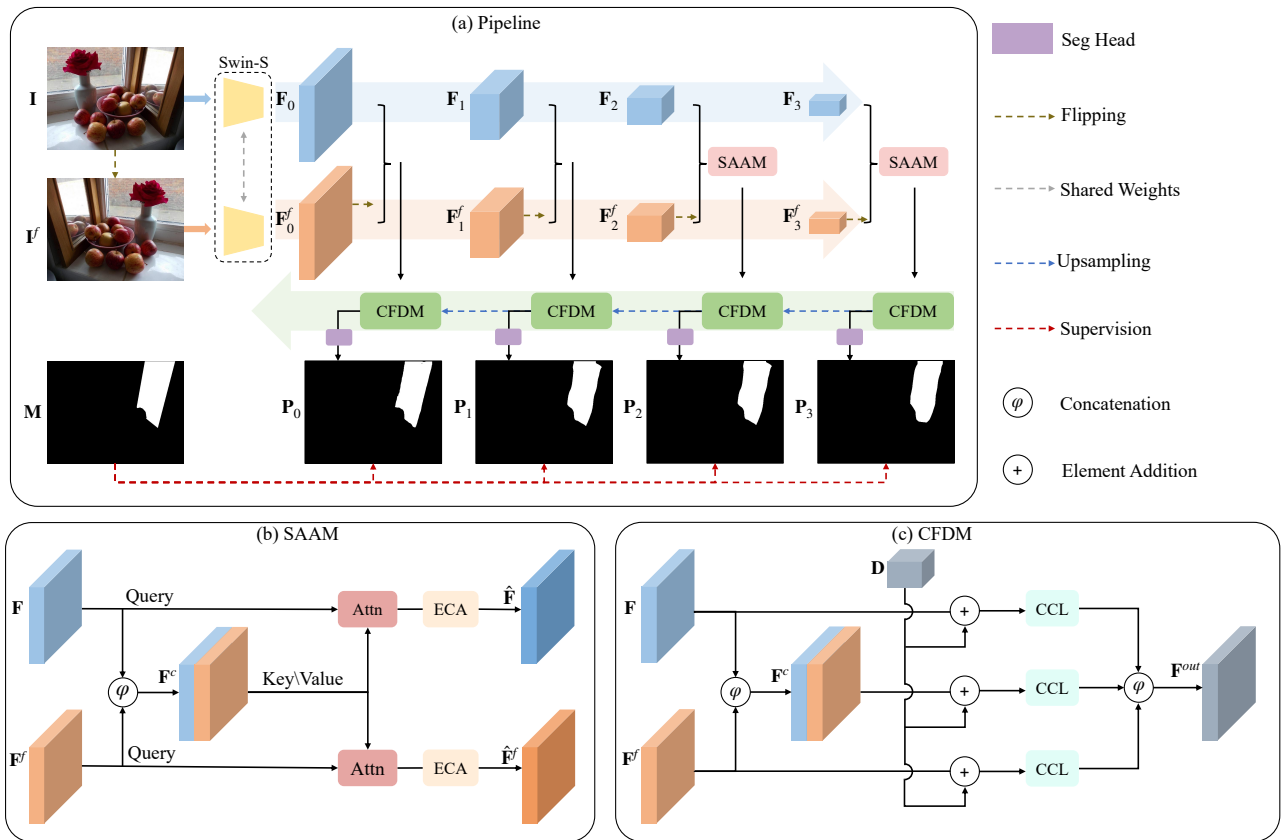 (a) Pipeline
Swin-S
I
F₀
F₁
F₂
F₃
SAAM
SAAM
Iᶠ
F₀ᶠ
F₁ᶠ
F₂ᶠ
F₃ᶠ
CFDM
CFDM
CFDM
CFDM
M
P₀
P₁
P₂
P₃
Seg Head
Flipping
Shared Weights
Upsampling
Supervision
φ Concatenation
+ Element Addition
(b) SAAM
F
Query
Attn
ECA
F̂
φ
Fᶜ
Key\Value
Fᶠ
Query
Attn
ECA
F̂ᶠ
(c) CFDM
D
F
+
CCL
φ
Fᶜ
+
CCL
φ
Fᵒᵘᵗ
Fᶠ
+
CCL